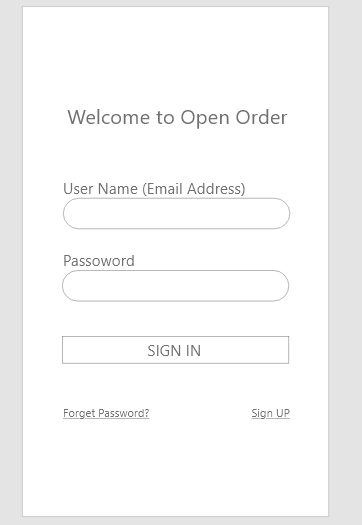 Welcome to Open Order
User Name (Email Address)
Passoword
SIGN IN
Forget Password?
Sign UP